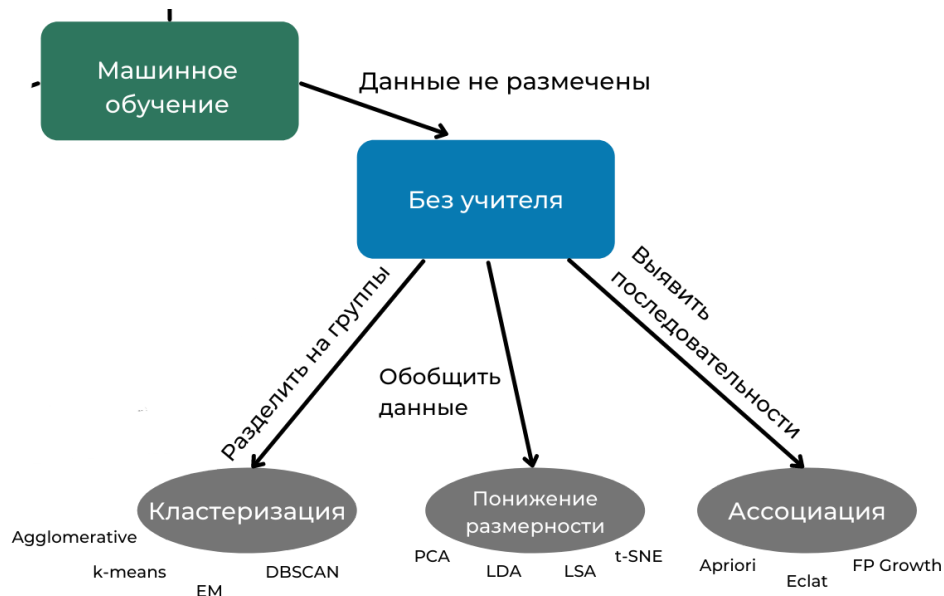 Машинное
обучение
Данные не размечены
Без учителя
Разделить на группы
Обобщить
данные
Выявить
последовательности
Кластеризация
Понижение
размерности
Ассоциация
Agglomerative
k-means
EM
DBSCAN
PCA
LDA
LSA
t-SNE
Apriori
Eclat
FP Growth